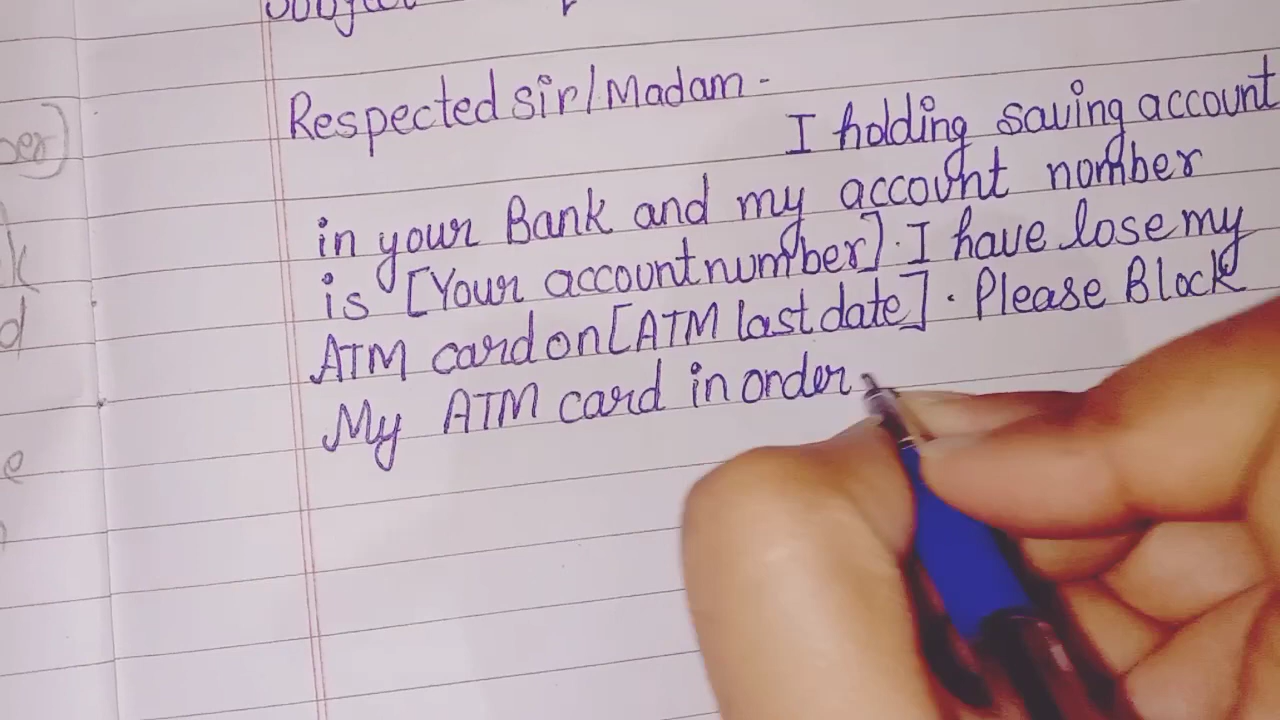 Respected sir/Madam -
I holding saving account
in your Bank and my account number
is [Your account number]. I have lose my
ATM card on [ATM last date]. Please Block
My ATM card in order